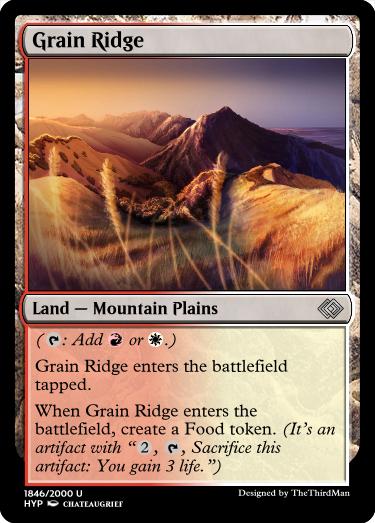 Grain Ridge
Land — Mountain Plains
( : Add or .)
Grain Ridge enters the battlefield
tapped.
When Grain Ridge enters the
battlefield, create a Food token. (It's an
artifact with “ 2 , , Sacrifice this
artifact: You gain 3 life.”)
1846/2000 U
HYP CHATEAUGRIEF
Designed by TheThirdMan